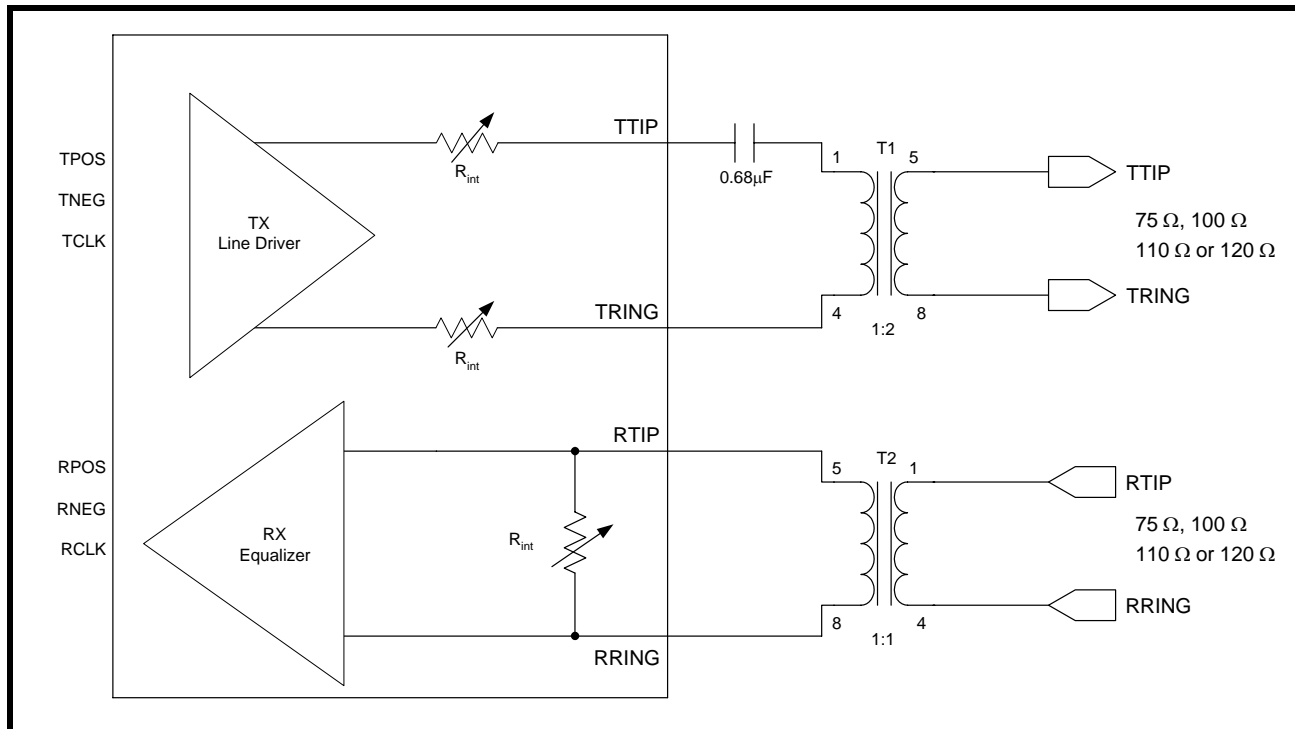 TPOS
TNEG
TCLK
TX
Line Driver
R_int
TTIP
0.68μF
T1
1
5
TTIP
75 Ω, 100 Ω
110 Ω or 120 Ω
R_int
TRING
4
8
1:2
TRING
RPOS
RNEG
RCLK
RX
Equalizer
R_int
RTIP
T2
5
1
RTIP
75 Ω, 100 Ω
110 Ω or 120 Ω
RRING
8
4
1:1
RRING